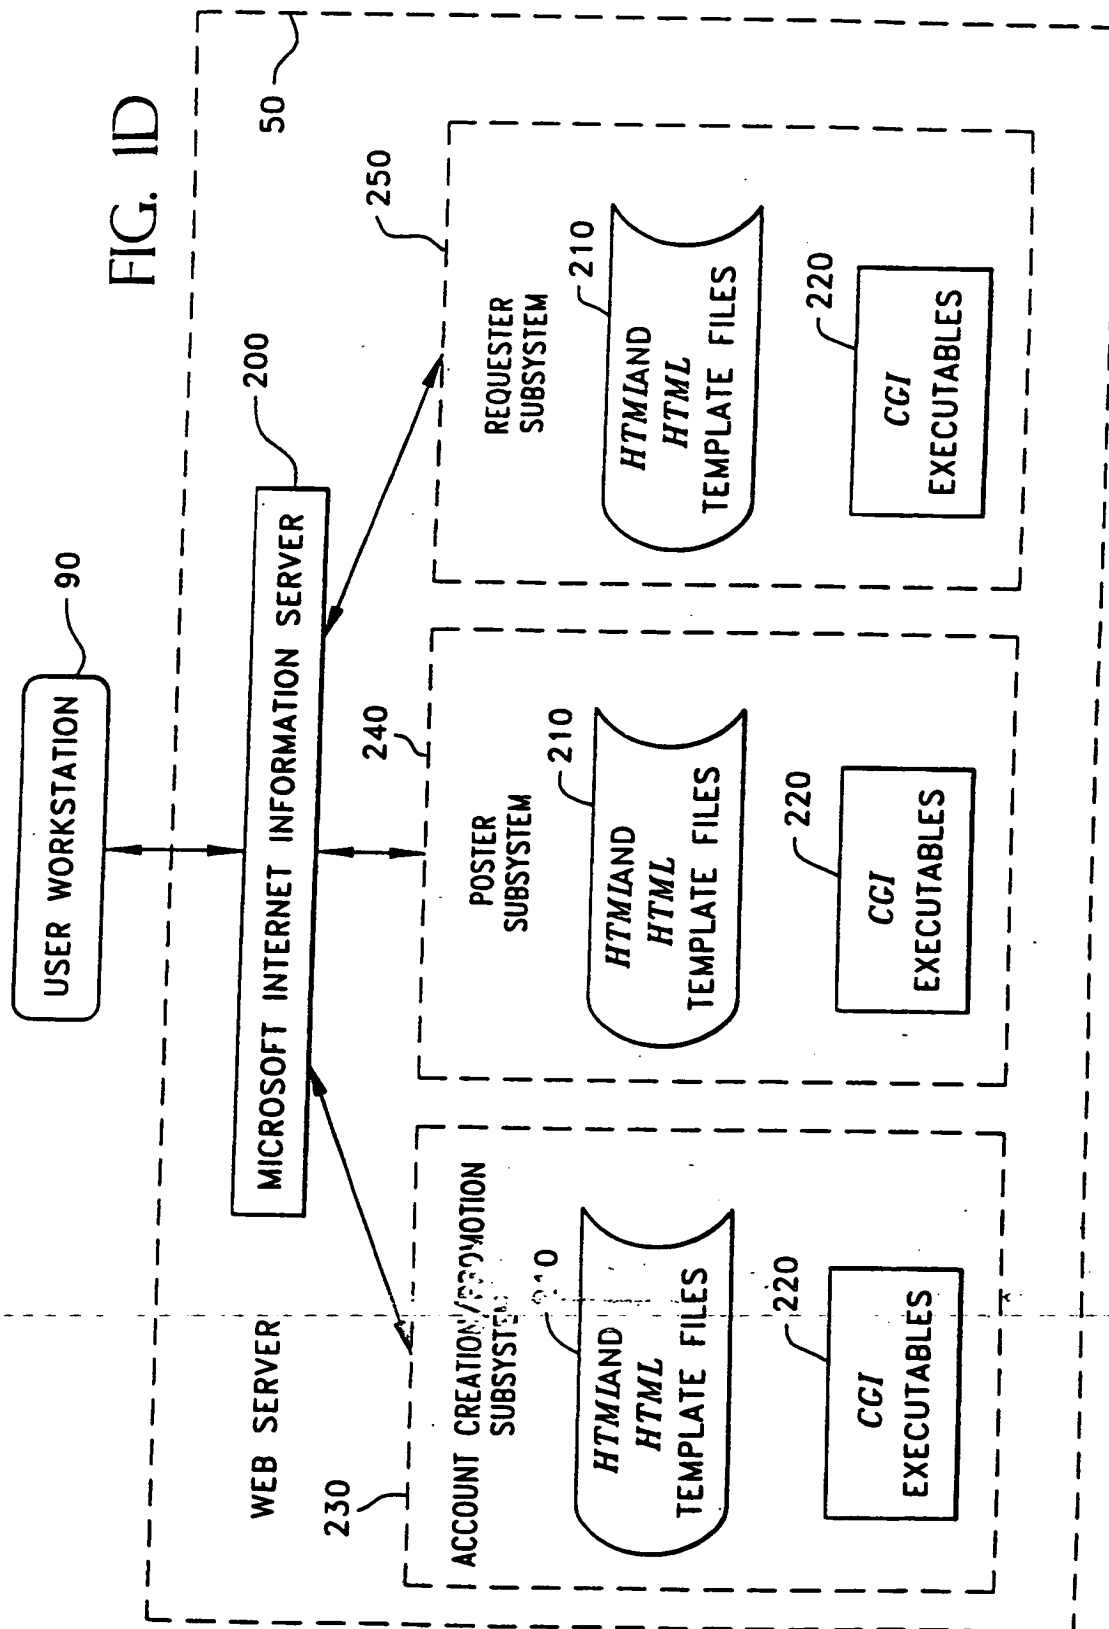 FIG. 1D
USER WORKSTATION
90
50
WEB SERVER
MICROSOFT INTERNET INFORMATION SERVER
200
230
ACCOUNT CREATION/PROMOTION
SUBSYSTEM
210
HTMLAND
HTML
TEMPLATE FILES
220
CGI
EXECUTABLES
240
POSTER
SUBSYSTEM
210
HTMLAND
HTML
TEMPLATE FILES
220
CGI
EXECUTABLES
250
REQUESTER
SUBSYSTEM
210
HTMLAND
HTML
TEMPLATE FILES
220
CGI
EXECUTABLES